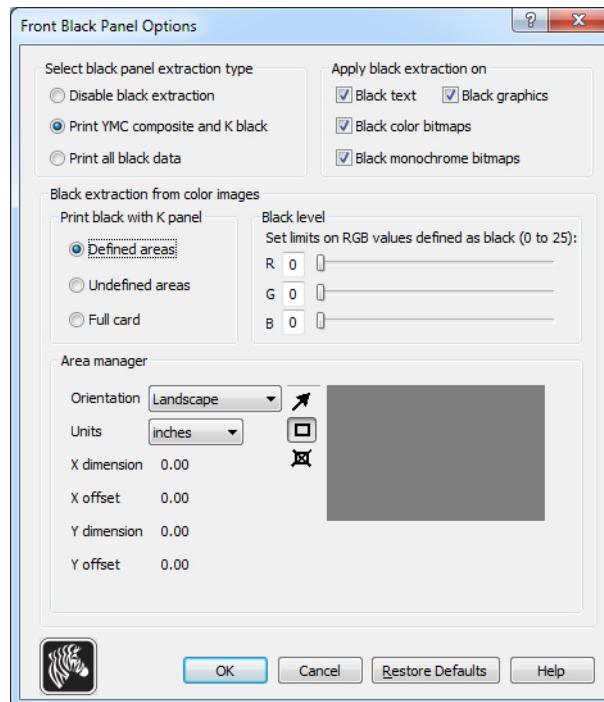 Front Black Panel Options
?
Select black panel extraction type
Disable black extraction
Print YMC composite and K black
Print all black data
Apply black extraction on
Black text
Black graphics
Black color bitmaps
Black monochrome bitmaps
Black extraction from color images
Print black with K panel
Defined areas
Undefined areas
Full card
Black level
Set limits on RGB values defined as black (0 to 25):
R 0
G 0
B 0
Area manager
Orientation Landscape
Units inches
X dimension 0.00
X offset 0.00
Y dimension 0.00
Y offset 0.00
OK Cancel Restore Defaults Help